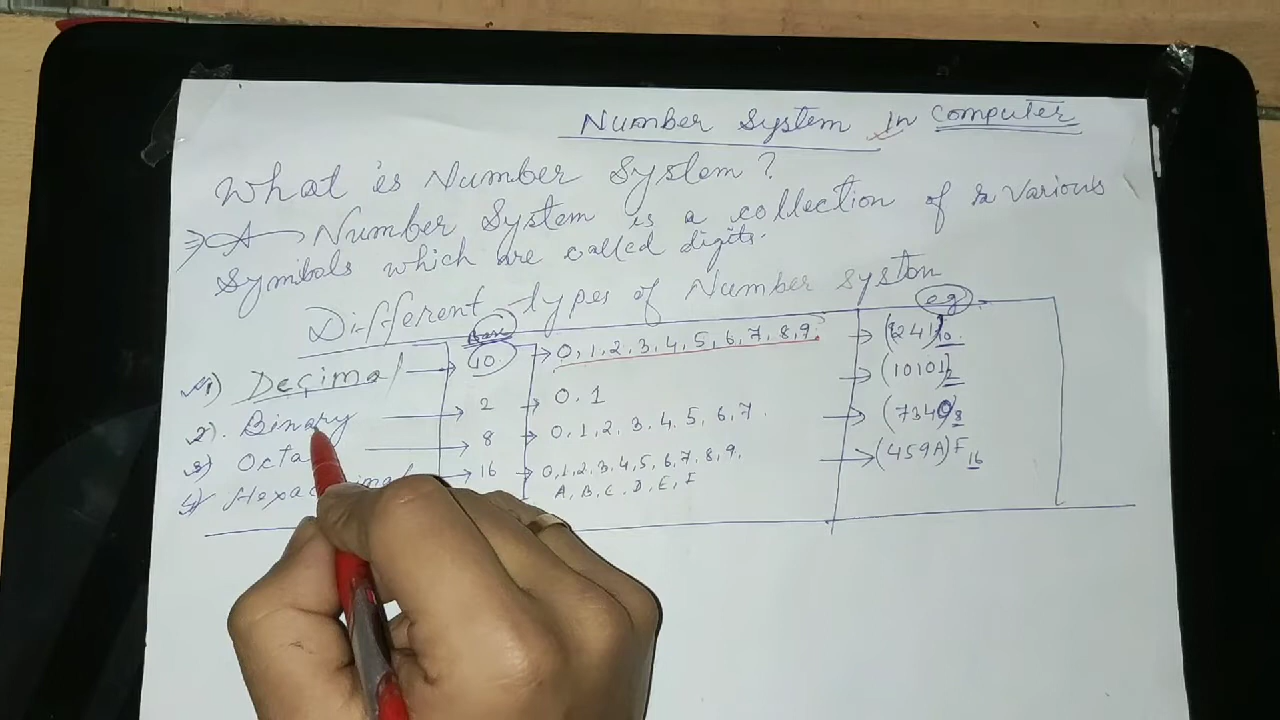 Number System in Computer
What is Number System?
Number System is a collection of various
Symbols which are called digits.
Different types of Number System
base eg
1) Decimal → 10 → 0,1,2,3,4,5,6,7,8,9. → (8241)10.
2). Binary → 2 → 0.1 → (10101)2
3) Octa → 8 → 0,1,2,3,4,5,6,7. → (7340)8
4) Hexadecimal → 16 → 0,1,2,3,4,5,6,7,8,9. → (459A)F16
A,B,C,D,E,F